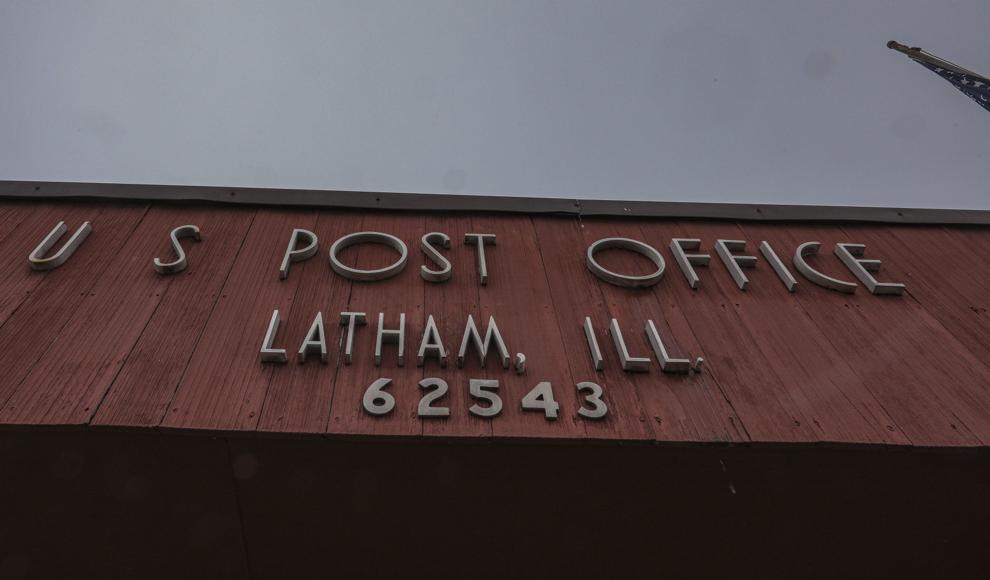 U S POST OFFICE
LATHAM, ILL.
62543